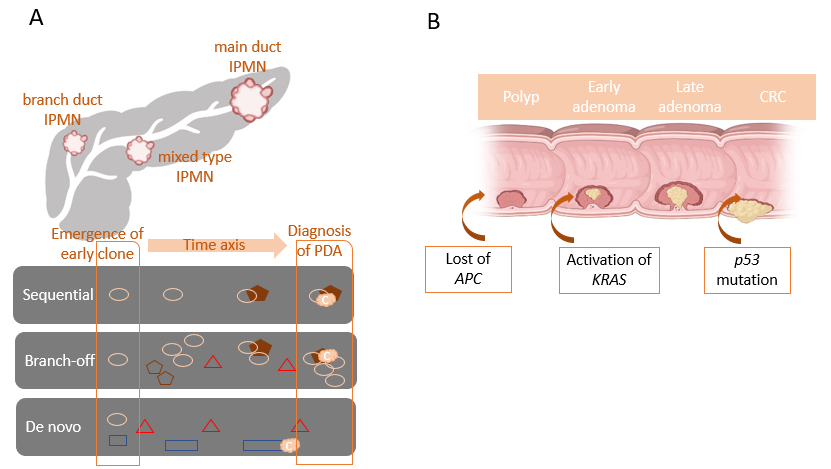 A
main duct
IPMN
branch duct
IPMN
mixed type
IPMN
Emergence of
early clone
Time axis
Diagnosis
of PDA
Sequential
C
Branch-off
C
De novo
C
B
Polyp
Early
adenoma
Late
adenoma
CRC
Lost of
APC
Activation of
KRAS
p53
mutation